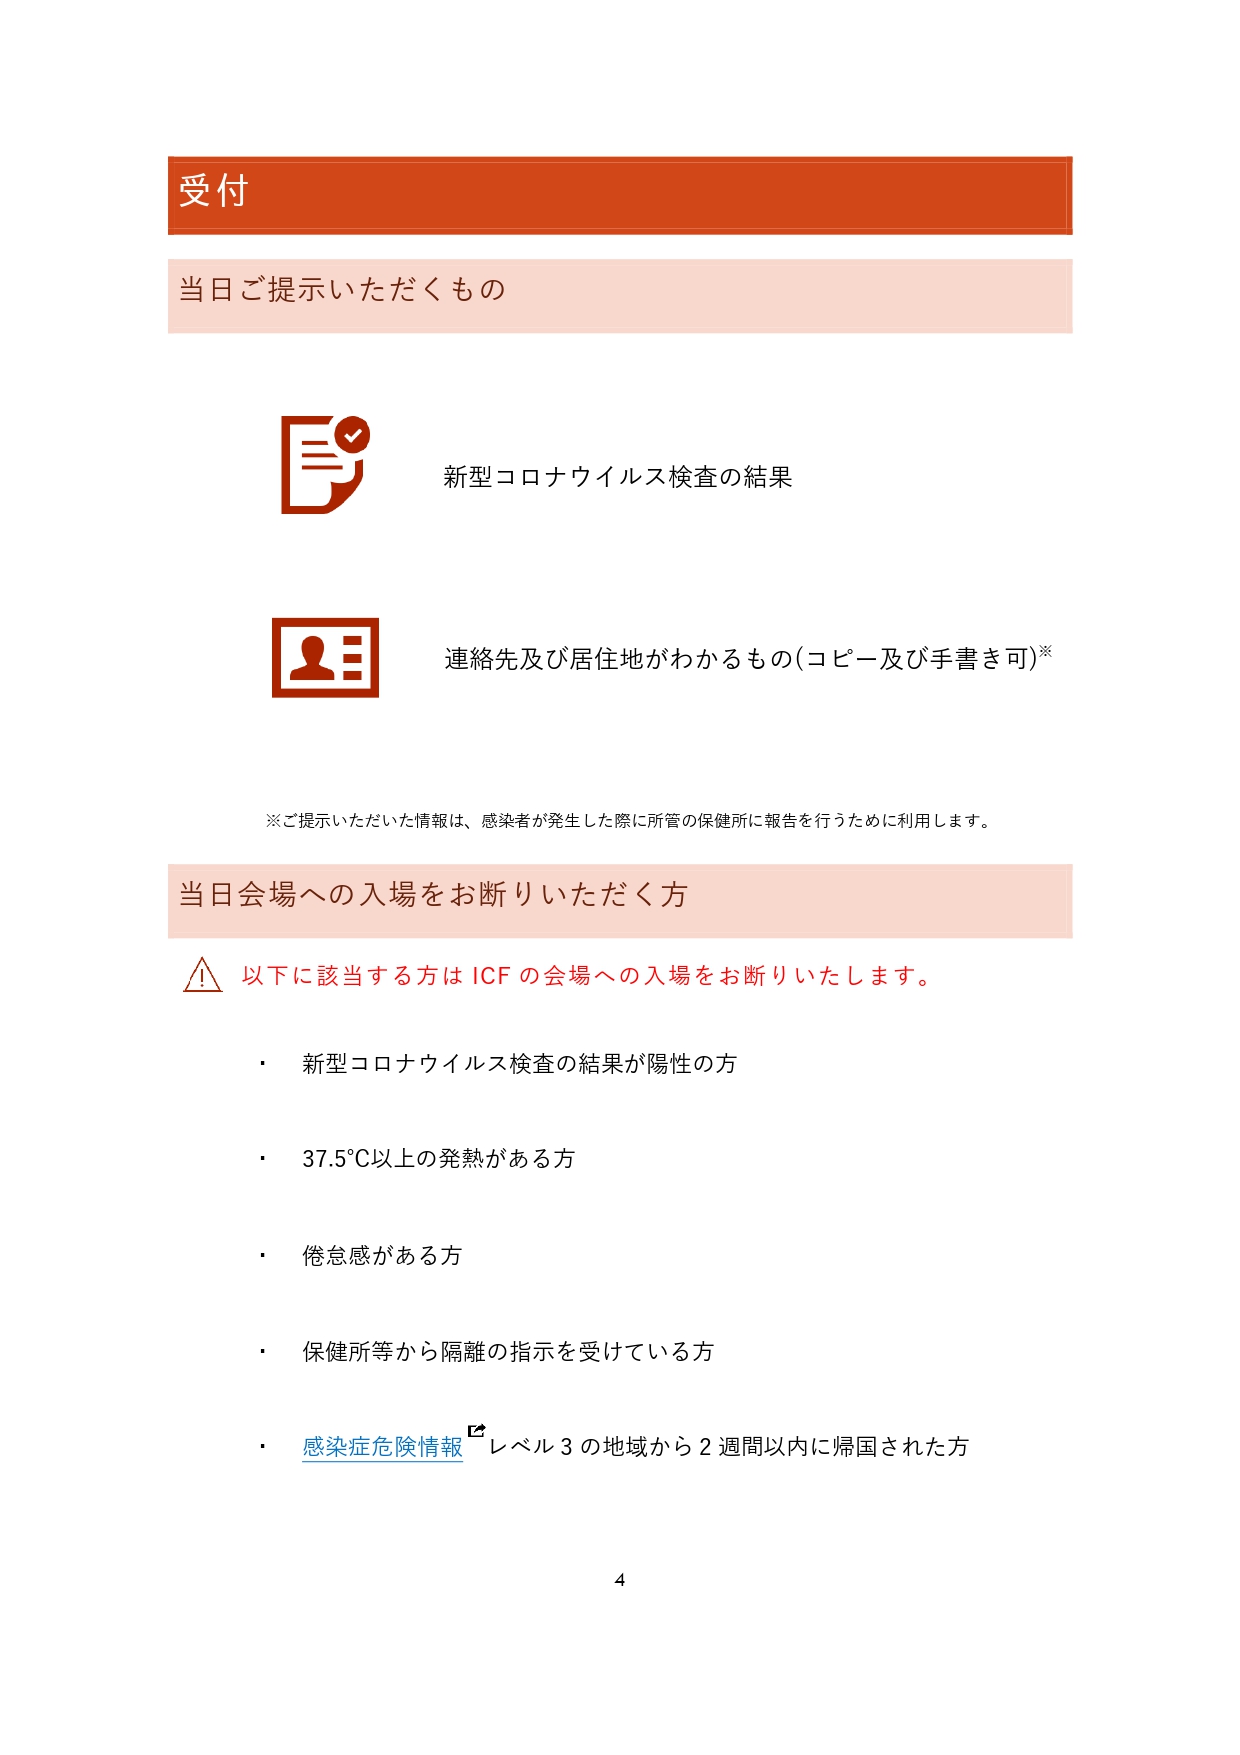 受付
当日ご提示いただくもの
新型コロナウイルス検査の結果
連絡先及び居住地がわかるもの(コピー及び手書き可)※
※ご提示いただいた情報は、感染者が発生した際に所管の保健所に報告を行うために利用します。
当日会場への入場をお断りいただく方
以下に該当する方は ICF の会場への入場をお断りいたします。
・ 新型コロナウイルス検査の結果が陽性の方
・ 37.5℃以上の発熱がある方
・ 倦怠感がある方
・ 保健所等から隔離の指示を受けている方
・ 感染症危険情報レベル 3 の地域から 2 週間以内に帰国された方
4